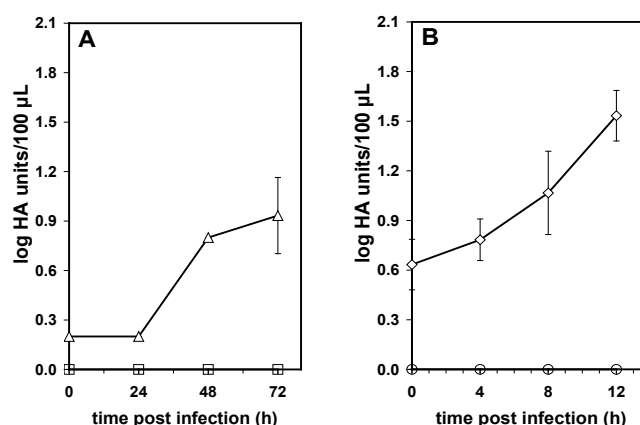 A
log HA units/100 µL
2.1
1.8
1.5
1.2
0.9
0.6
0.3
0.0
0 24 48 72
time post infection (h)
B
log HA units/100 µL
2.1
1.8
1.5
1.2
0.9
0.6
0.3
0.0
0 4 8 12
time post infection (h)